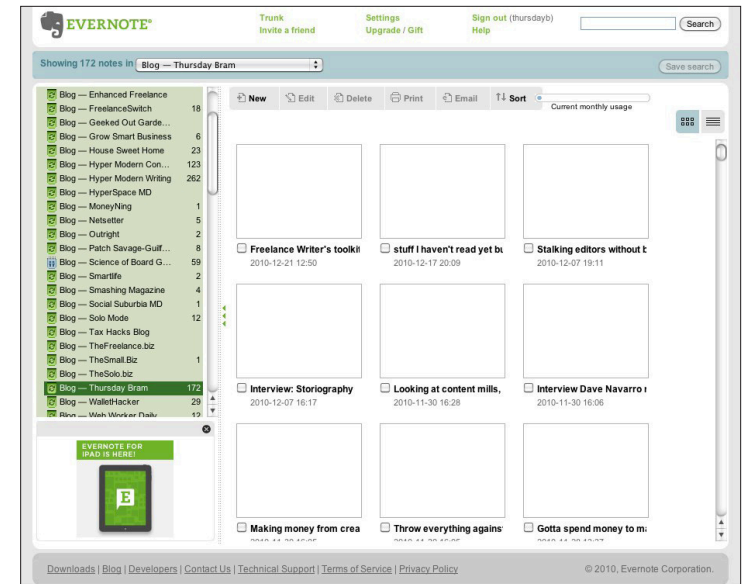 EVERNOTE®
Trunk Settings Sign out (thursdayb)
Invite a friend Upgrade / Gift Help
Search
Showing 172 notes in Blog — Thursday Bram
Save search
Blog — Enhanced Freelance
Blog — FreelanceSwitch 18
Blog — Geeked Out Garde...
Blog — Grow Smart Business 6
Blog — House Sweet Home 23
Blog — Hyper Modern Con... 123
Blog — Hyper Modern Writing 262
Blog — HyperSpace MD
Blog — MoneyNing 1
Blog — Netsetter 5
Blog — Outright 2
Blog — Patch Savage-Guilf... 8
Blog — Science of Board G... 59
Blog — Smartlife 2
Blog — Smashing Magazine 4
Blog — Social Suburbia MD 1
Blog — Solo Mode 12
Blog — Tax Hacks Blog
Blog — TheFreelance.biz
Blog — TheSmall.Biz 1
Blog — TheSolo.biz
Blog — Thursday Bram 172
Blog — WalletHacker 29
Blog — Web Worker Daily 12
EVERNOTE FOR
IPAD IS HERE!
New Edit Delete Print Email Sort
Current monthly usage
Freelance Writer's toolkit stuff I haven't read yet bu Stalking editors without b
2010-12-21 12:50 2010-12-17 20:09 2010-12-07 19:11
Interview: Storiography Looking at content mills, Interview Dave Navarro r
2010-12-07 16:17 2010-11-30 16:28 2010-11-30 16:06
Making money from crea Throw everything agains Gotta spend money to ma
Downloads | Blog | Developers | Contact Us | Technical Support | Terms of Service | Privacy Policy
© 2010, Evernote Corporation.